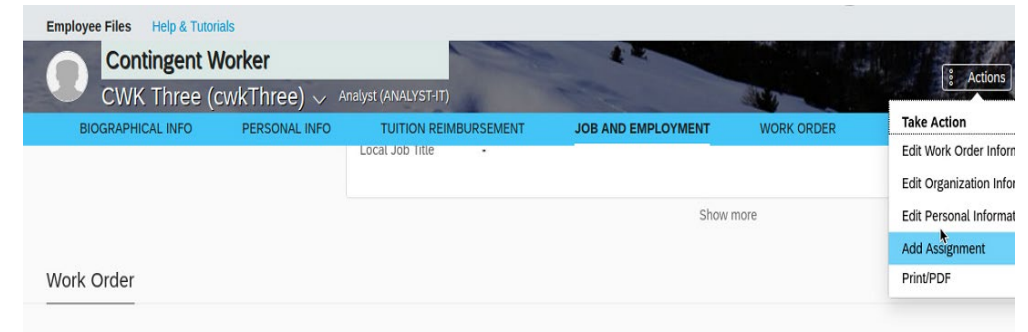 Employee Files Help & Tutorials
Contingent Worker
CWK Three (cwkThree) Analyst (ANALYST-IT)
Actions
BIOGRAPHICAL INFO PERSONAL INFO TUITION REIMBURSEMENT JOB AND EMPLOYMENT WORK ORDER
Local Job Title -
Show more
Take Action
Edit Work Order Inform
Edit Organization Infor
Edit Personal Informat
Add Assignment
Print/PDF
Work Order